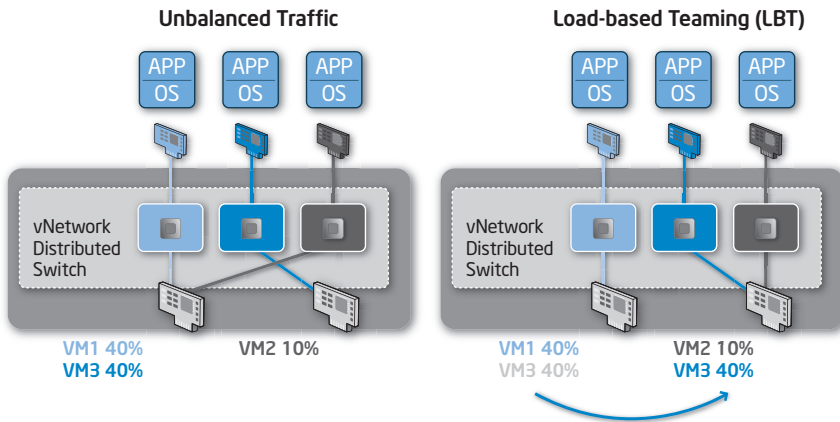 Unbalanced Traffic
APP
OS
APP
OS
APP
OS
vNetwork
Distributed
Switch
VM1 40%
VM3 40%
VM2 10%
Load-based Teaming (LBT)
APP
OS
APP
OS
APP
OS
vNetwork
Distributed
Switch
VM1 40%
VM3 40%
VM2 10%
VM3 40%